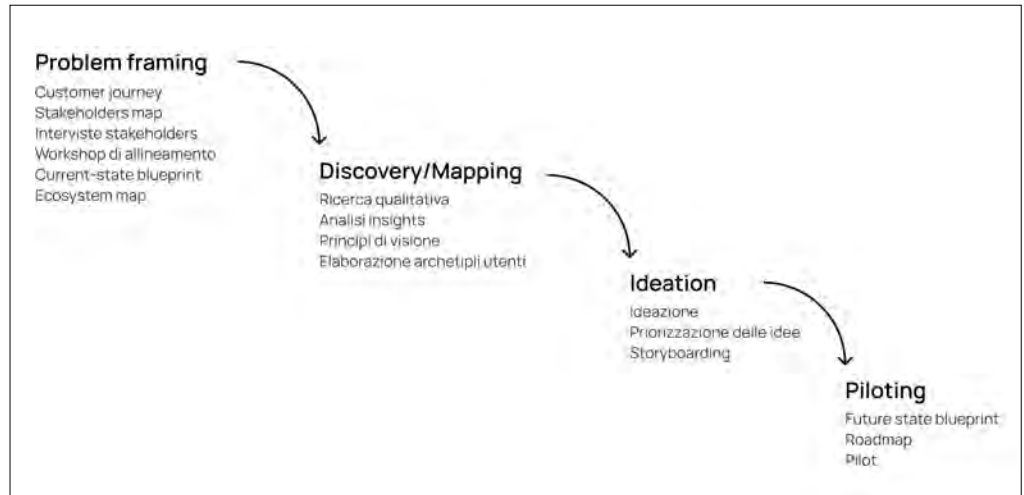 Problem framing
Customer journey
Stakeholders map
Interviste stakeholders
Workshop di allineamento
Current-state blueprint
Ecosystem map
Discovery/Mapping
Ricerca qualitativa
Analisi insights
Principi di visione
Elaborazione archetipli utenti
Ideation
Ideazione
Priorizzazione delle idee
Storyboarding
Piloting
Future state blueprint
Roadmap
Pilot